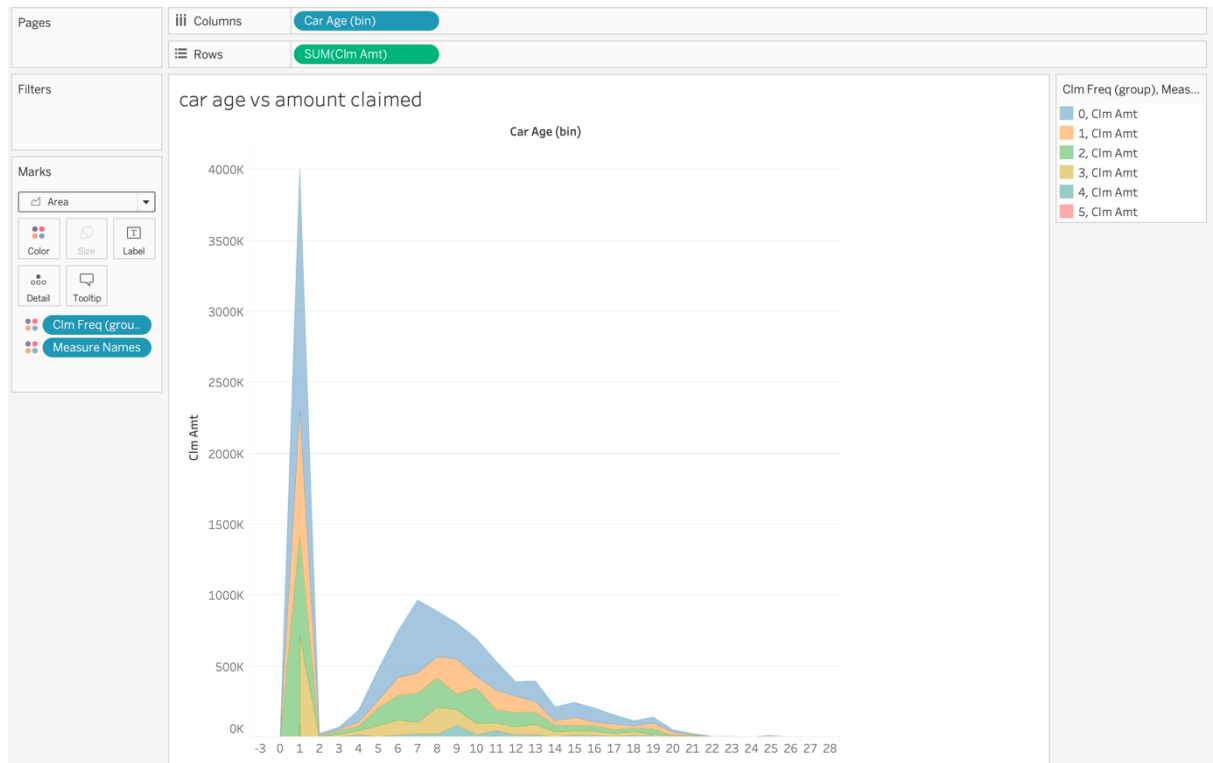 Pages
Columns
Car Age (bin)
Rows
SUM(Clm Amt)
Filters
Marks
Area
Color
Size
T
Label
Detail
Tooltip
Clm Freq (grou..
Measure Names
car age vs amount claimed
Car Age (bin)
Clm Amt
4000K
3500K
3000K
2500K
2000K
1500K
1000K
500K
0K
-3 0 1 2 3 4 5 6 7 8 9 10 11 12 13 14 15 16 17 18 19 20 21 22 23 24 25 26 27 28
Clm Freq (group), Meas...
0, Clm Amt
1, Clm Amt
2, Clm Amt
3, Clm Amt
4, Clm Amt
5, Clm Amt